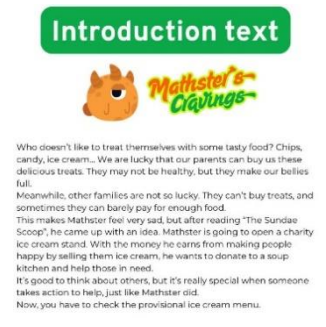 Introduction text
Mathster's
Cravings
Who doesn't like to treat themselves with some tasty food? Chips,
candy, ice cream... We are lucky that our parents can buy us these
delicious treats. They may not be healthy, but they make our bellies
full.
Meanwhile, other families are not so lucky. They can't buy treats, and
sometimes they can barely pay for enough food.
This makes Mathster feel very sad, but after reading "The Sundae
Scoop", he came up with an idea. Mathster is going to open a charity
ice cream stand. With the money he earns from making people
happy by selling them ice cream, he wants to donate to a soup
kitchen and help those in need.
It's good to think about others, but it's really special when someone
takes action to help, just like Mathster did.
Now, you have to check the provisional ice cream menu.